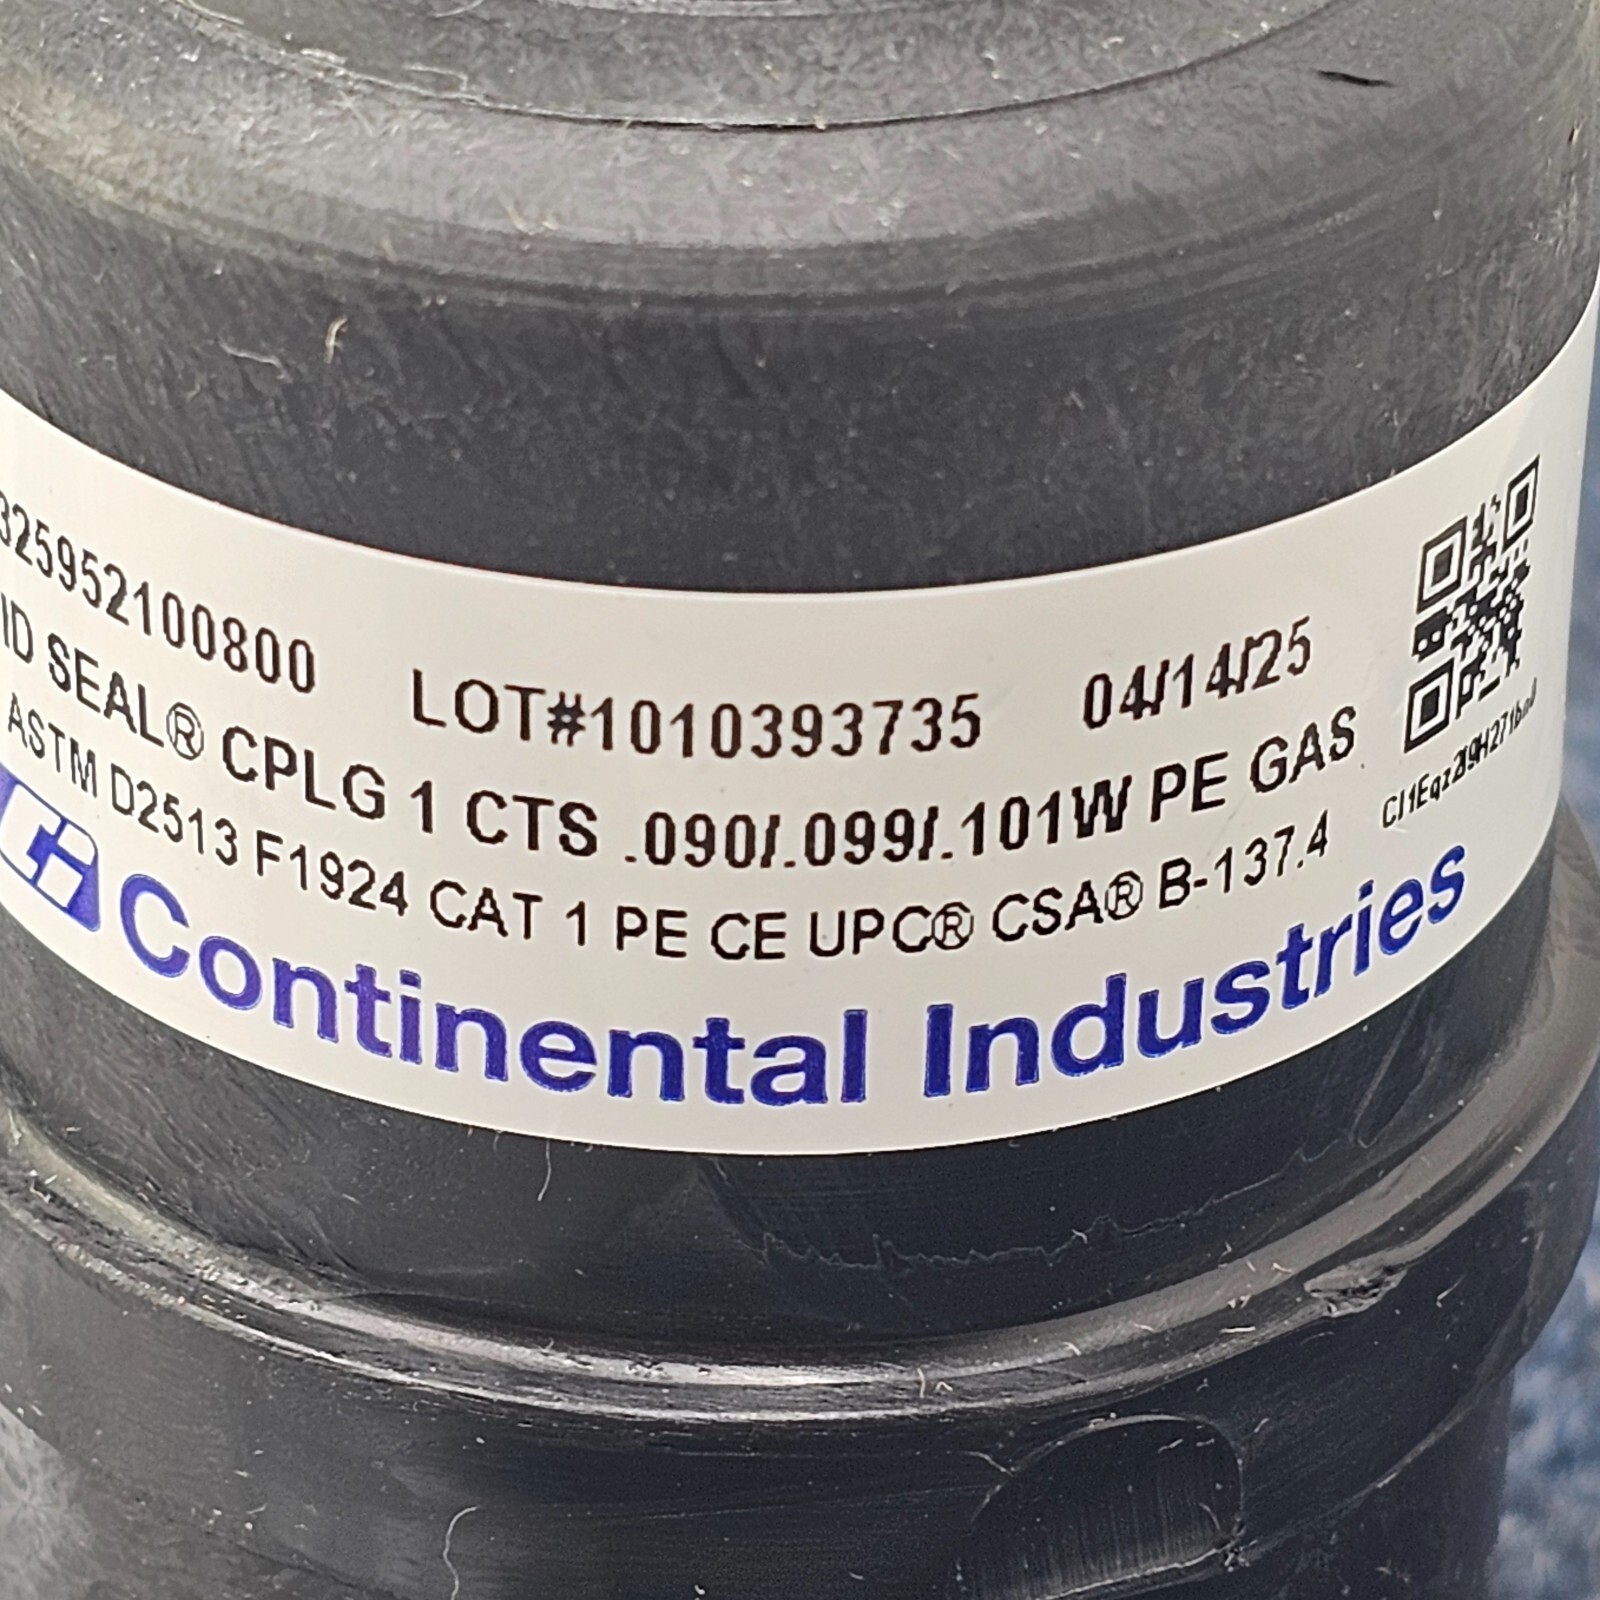 325952100800 LOT#1010393735 04/14/25
ID SEAL® CPLG 1 CTS .090/.099/.101W PE GAS
ASTM D2513 F1924 CAT 1 PE CE UPC® CSA® B-137.4
Continental Industries